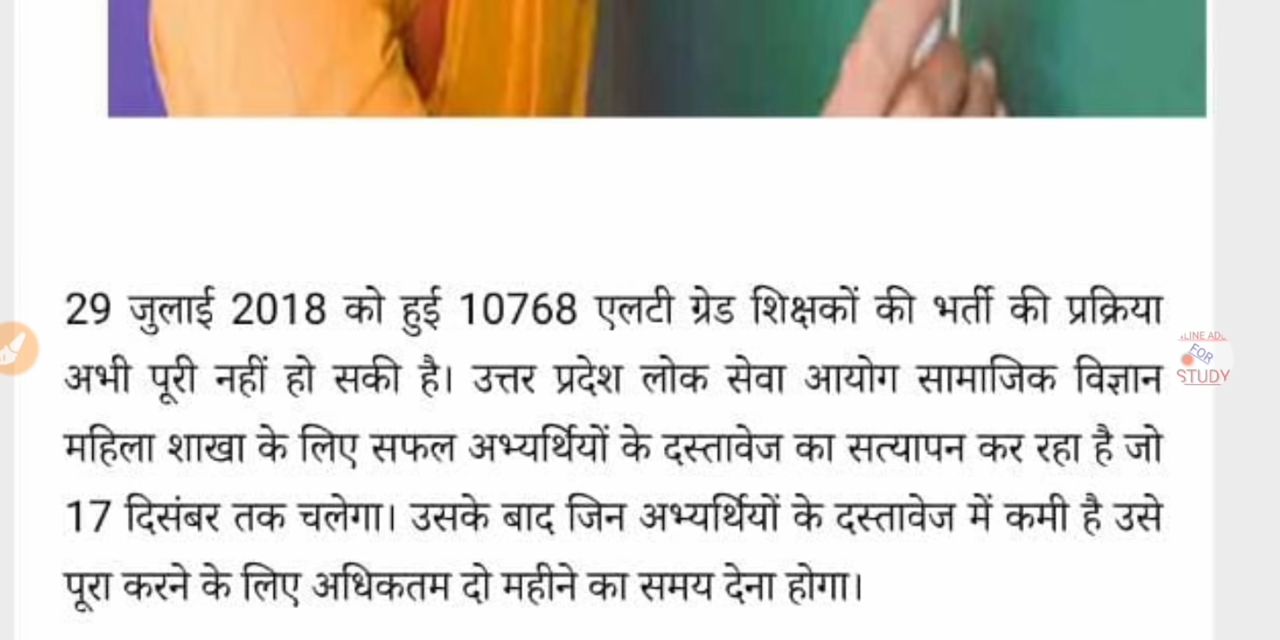 29 जुलाई 2018 को हुई 10768 एलटी ग्रेड शिक्षकों की भर्ती की प्रक्रिया
अभी पूरी नहीं हो सकी है। उत्तर प्रदेश लोक सेवा आयोग सामाजिक विज्ञान
महिला शाखा के लिए सफल अभ्यर्थियों के दस्तावेज का सत्यापन कर रहा है जो
17 दिसंबर तक चलेगा। उसके बाद जिन अभ्यर्थियों के दस्तावेज में कमी है उसे
पूरा करने के लिए अधिकतम दो महीने का समय देना होगा।
FOR
STUDY